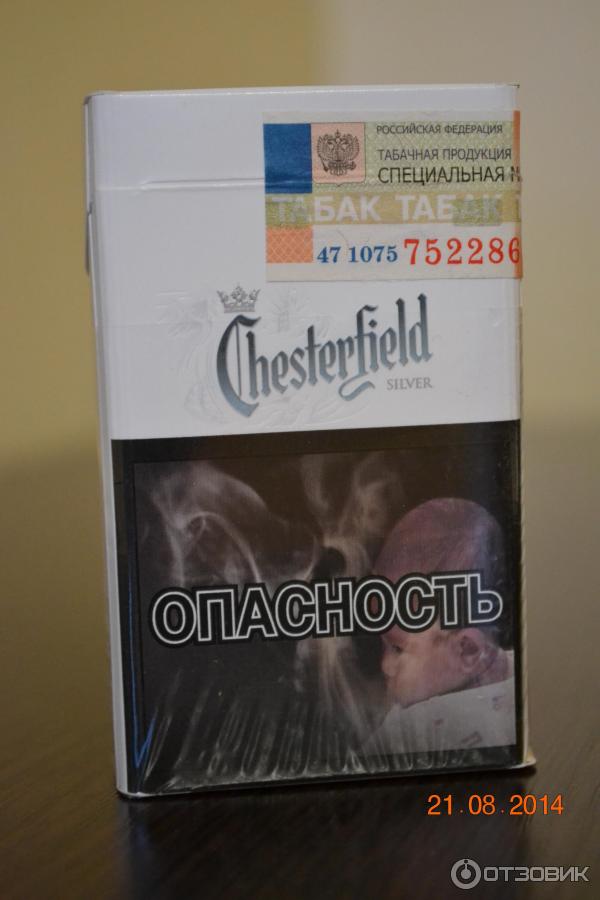 РОССИЙСКАЯ ФЕДЕРАЦИЯ
ТАБАЧНАЯ ПРОДУКЦИЯ
СПЕЦИАЛЬНАЯ М
ТАБАК ТАБАК
47 1075 752286
Chesterfield
SILVER
ОПАСНОСТЬ
21.08.2014
ОТЗОВИК